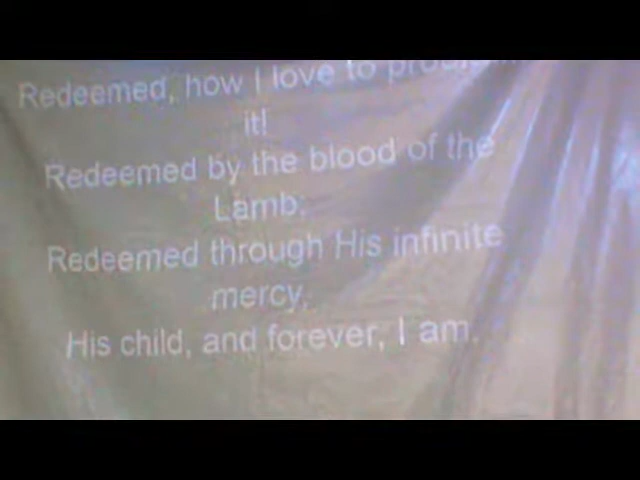 Redeemed, how I love to
it!
Redeemed by the blood of the
Lamb;
Redeemed through His infinite
mercy,
His child, and forever, I am.